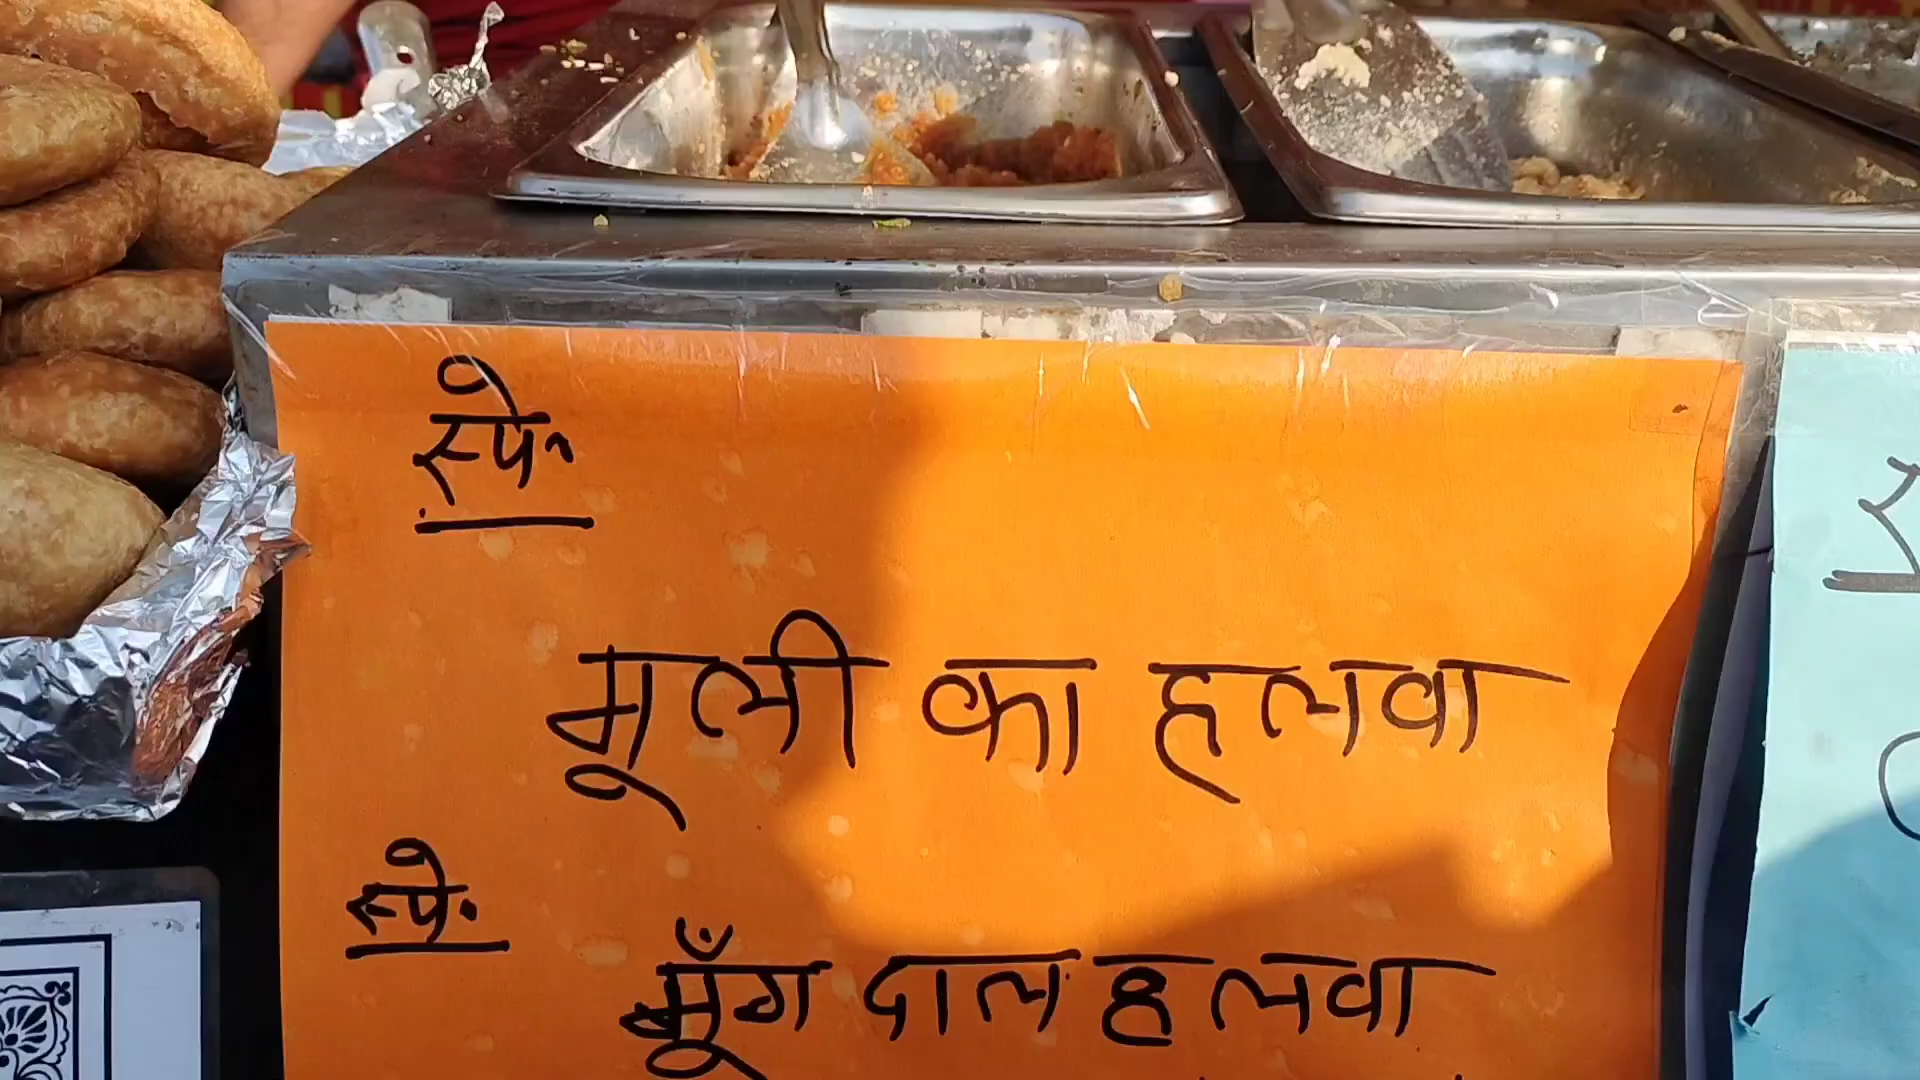 स्पे.
मूली का हलवा
स्पे.
मूँग दाल हलवा